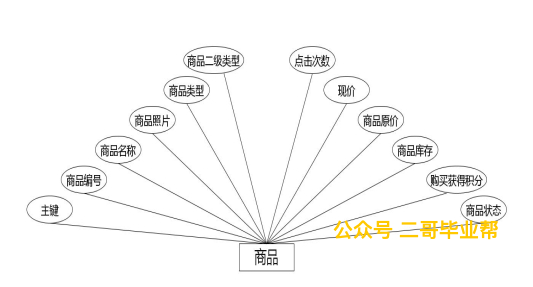 商品二级类型 点击次数
商品类型 现价
商品照片 商品原价
商品名称 商品库存
商品编号 购买获得积分
主键 商品状态
公众号 二哥毕业帮
商品